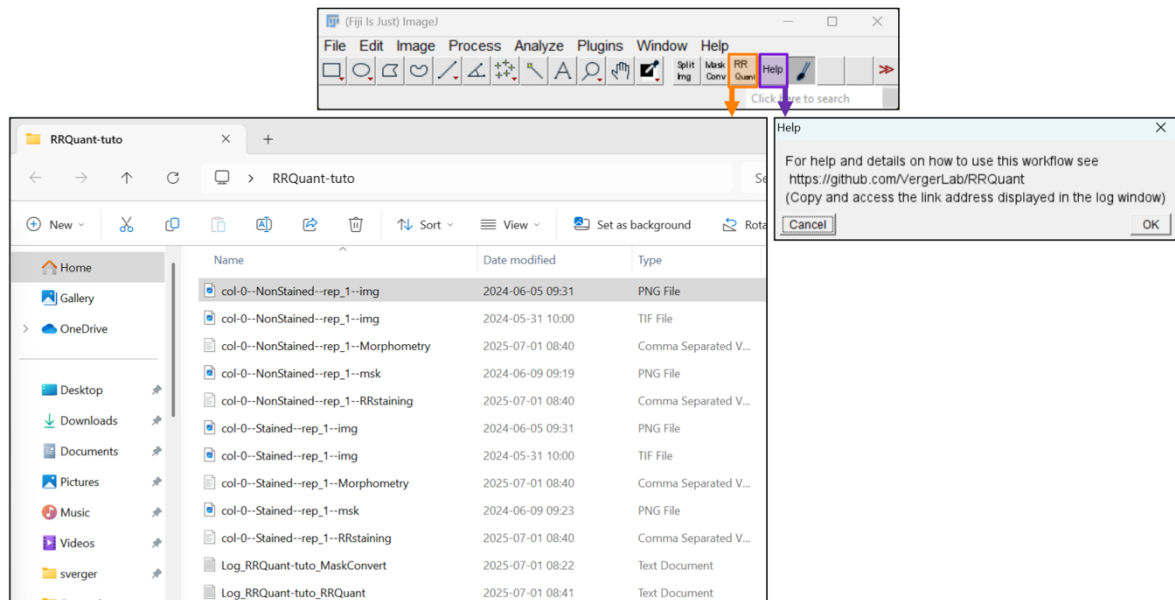 (Fiji Is Just) ImageJ
File Edit Image Process Analyze Plugins Window Help
Split Img
Mask Conv
RR Quant
Help
Click here to search
RRQuant-tuto
RRQuant-tuto
New
Sort
View
Set as background
Home
Gallery
OneDrive
Desktop
Downloads
Documents
Pictures
Music
Videos
sverger
Name Date modified Type
col-0--NonStained--rep_1--img 2024-06-05 09:31 PNG File
col-0--NonStained--rep_1--img 2024-05-31 10:00 TIF File
col-0--NonStained--rep_1--Morphometry 2025-07-01 08:40 Comma Separated V...
col-0--NonStained--rep_1--msk 2024-06-09 09:19 PNG File
col-0--NonStained--rep_1--RRstaining 2025-07-01 08:40 Comma Separated V...
col-0--Stained--rep_1--img 2024-06-05 09:31 PNG File
col-0--Stained--rep_1--img 2024-05-31 10:00 TIF File
col-0--Stained--rep_1--Morphometry 2025-07-01 08:40 Comma Separated V...
col-0--Stained--rep_1--msk 2024-06-09 09:23 PNG File
col-0--Stained--rep_1--RRstaining 2025-07-01 08:40 Comma Separated V...
Log_RRQuant-tuto_MaskConvert 2025-07-01 08:22 Text Document
Log_RRQuant-tuto_RRQuant 2025-07-01 08:41 Text Document
Help
For help and details on how to use this workflow see
https://github.com/VergerLab/RRQuant
(Copy and access the link address displayed in the log window)
Cancel OK